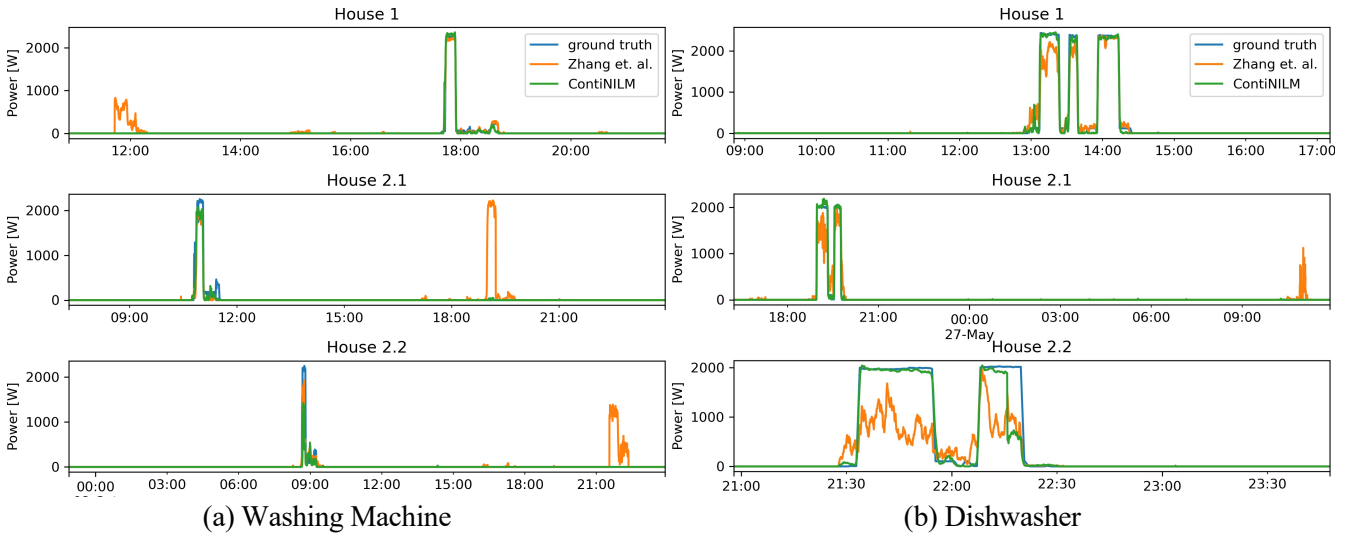 House 1
Power [W]
2000
1000
0
ground truth
Zhang et. al.
ContiNILM
12:00 14:00 16:00 18:00 20:00
House 2.1
Power [W]
2000
1000
0
09:00 12:00 15:00 18:00 21:00
House 2.2
Power [W]
2000
1000
0
00:00 03:00 06:00 09:00 12:00 15:00 18:00 21:00
(a) Washing Machine
House 1
Power [W]
2000
1000
0
ground truth
Zhang et. al.
ContiNILM
09:00 10:00 11:00 12:00 13:00 14:00 15:00 16:00 17:00
House 2.1
Power [W]
2000
1000
0
18:00 21:00 00:00 03:00 06:00 09:00
27-May
House 2.2
Power [W]
2000
1000
0
21:00 21:30 22:00 22:30 23:00 23:30
(b) Dishwasher